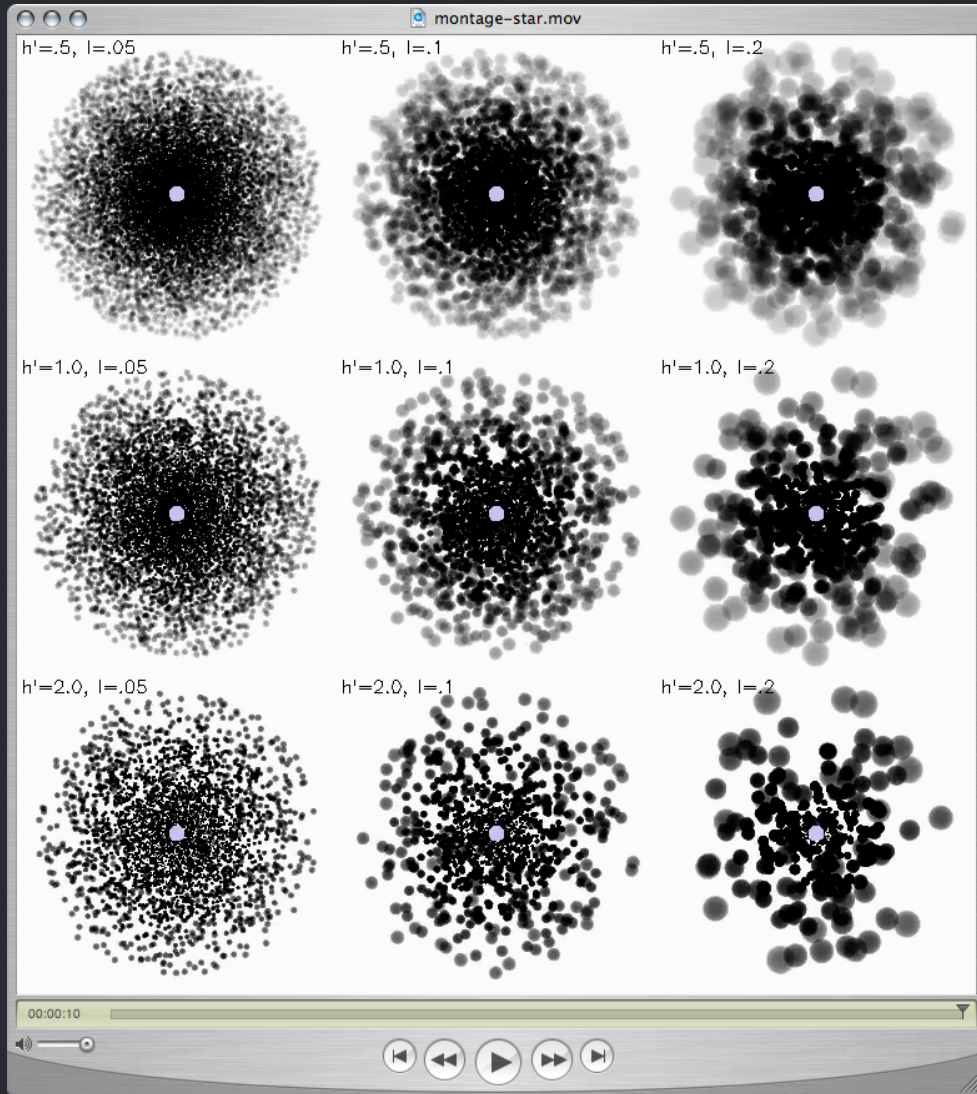 montage-star.mov
h'=.5, l=.05
h'=.5, l=.1
h'=.5, l=.2
h'=1.0, l=.05
h'=1.0, l=.1
h'=1.0, l=.2
h'=2.0, l=.05
h'=2.0, l=.1
h'=2.0, l=.2
00:00:10